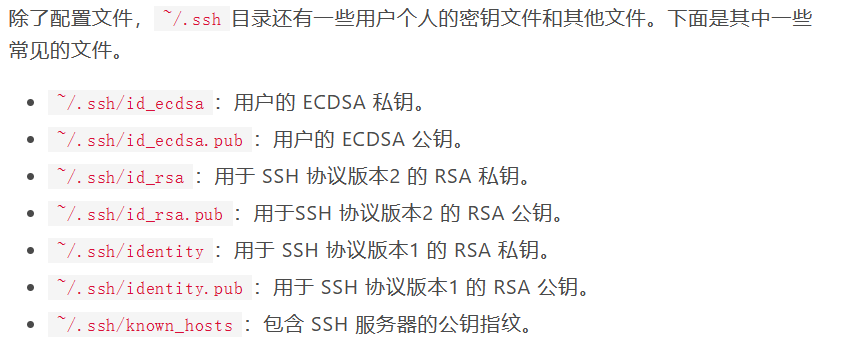 除了配置文件，~/.ssh目录还有一些用户个人的密钥文件和其他文件。下面是其中一些
常见的文件。
• ~/.ssh/id_ecdsa：用户的 ECDSA 私钥。
• ~/.ssh/id_ecdsa.pub：用户的 ECDSA 公钥。
• ~/.ssh/id_rsa：用于 SSH 协议版本2 的 RSA 私钥。
• ~/.ssh/id_rsa.pub：用于SSH 协议版本2 的 RSA 公钥。
• ~/.ssh/identity：用于 SSH 协议版本1 的 RSA 私钥。
• ~/.ssh/identity.pub：用于 SSH 协议版本1 的 RSA 公钥。
• ~/.ssh/known_hosts：包含 SSH 服务器的公钥指纹。